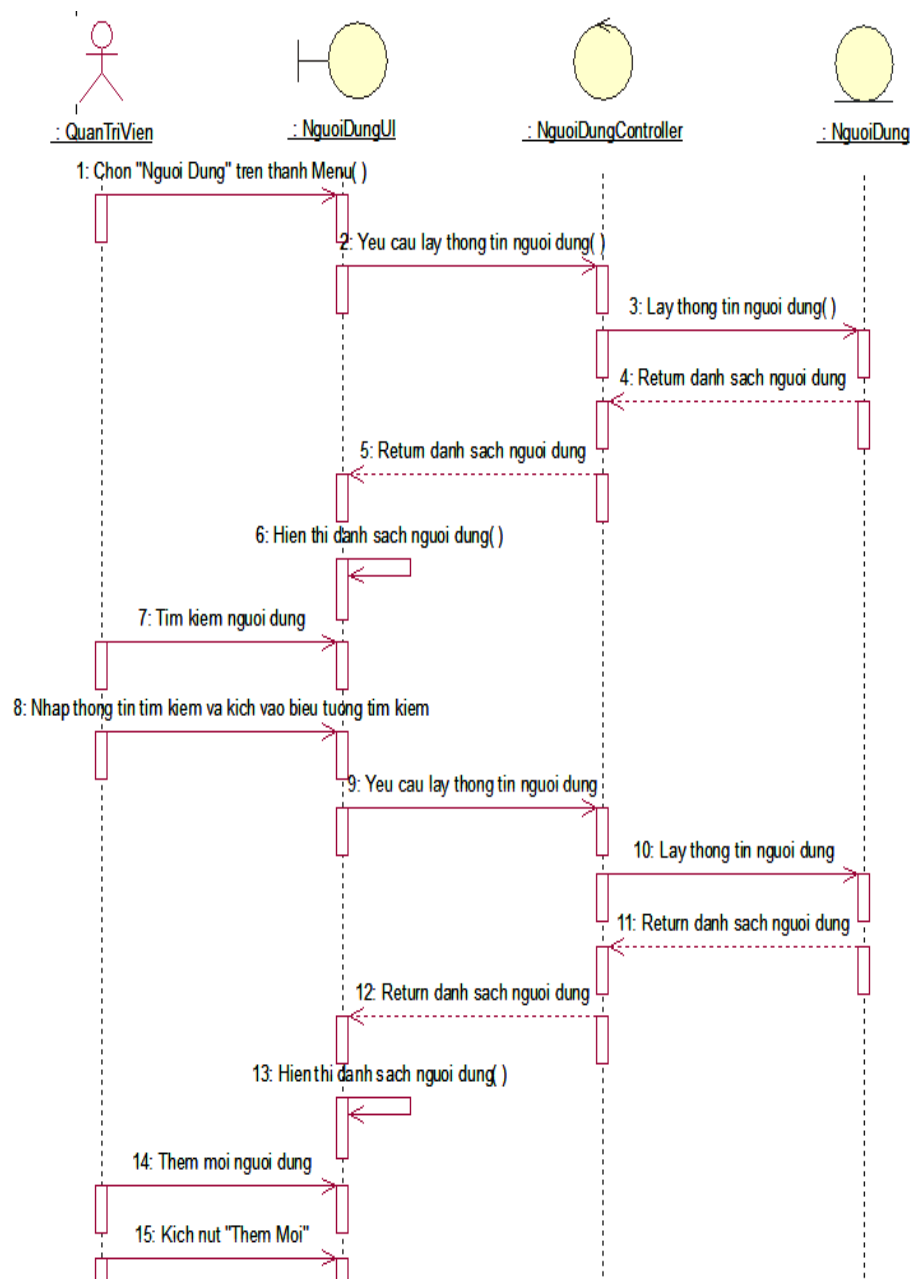 : QuanTriVien
: NguoiDungUI
: NguoiDungController
: NguoiDung
1: Chon "Nguoi Dung" tren thanh Menu( )
2: Yeu cau lay thong tin nguoi dung( )
3: Lay thong tin nguoi dung( )
4: Return danh sach nguoi dung
5: Return danh sach nguoi dung
6: Hien thi danh sach nguoi dung( )
7: Tim kiem nguoi dung
8: Nhap thong tin tim kiem va kich vao bieu tuong tim kiem
9: Yeu cau lay thong tin nguoi dung
10: Lay thong tin nguoi dung
11: Return danh sach nguoi dung
12: Return danh sach nguoi dung
13: Hien thi danh sach nguoi dung( )
14: Them moi nguoi dung
15: Kich nut "Them Moi"